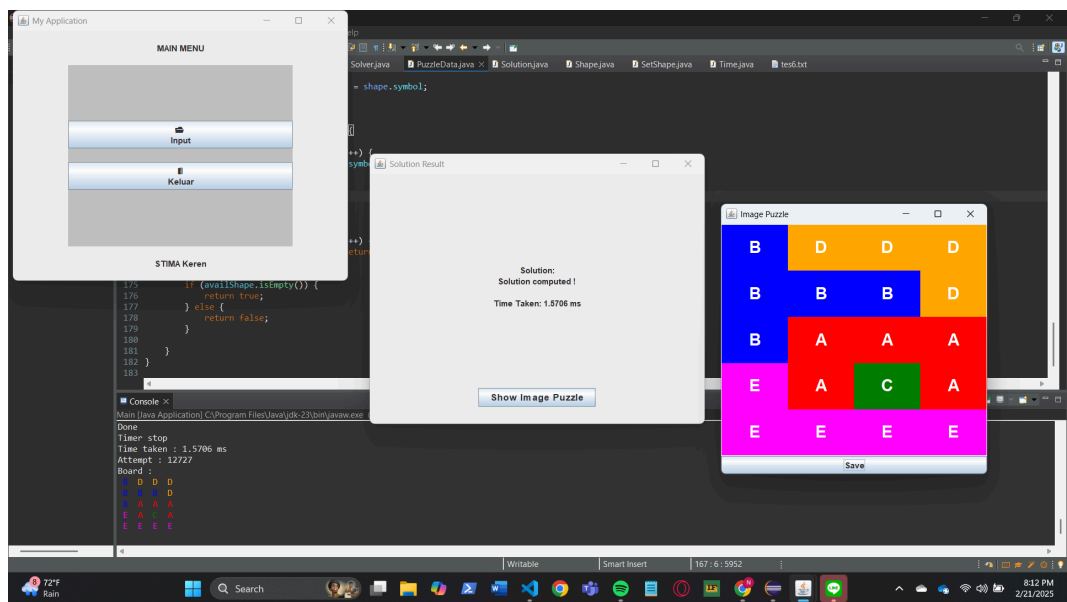 My Application
MAIN MENU
Input
Keluar
STIMA Keren
elp
Solver.java
PuzzleData.java
Solution.java
Shape.java
SetShape.java
Time.java
tes6.txt
= shape.symbol;
{
++) {
symb
++)
etur
175 if (availShape.isEmpty()) {
176 return true;
177 } else {
178 return false;
179 }
180
181 }
182 }
183
Solution Result
Solution:
Solution computed !
Time Taken: 1.5706 ms
Show Image Puzzle
Image Puzzle
B D D D
B B B D
B A A A
E A C A
E E E E
Save
Console
Main [Java Application] C:\Program Files\Java\jdk-23\bin\javaw.exe
Done
Timer stop
Time taken : 1.5706 ms
Attempt : 12727
Board :
B D D D
B B B D
B A A A
E A C A
E E E E
Writable
Smart Insert
167 : 6 : 5952
8
72°F
Rain
Search
8:12 PM
2/21/2025